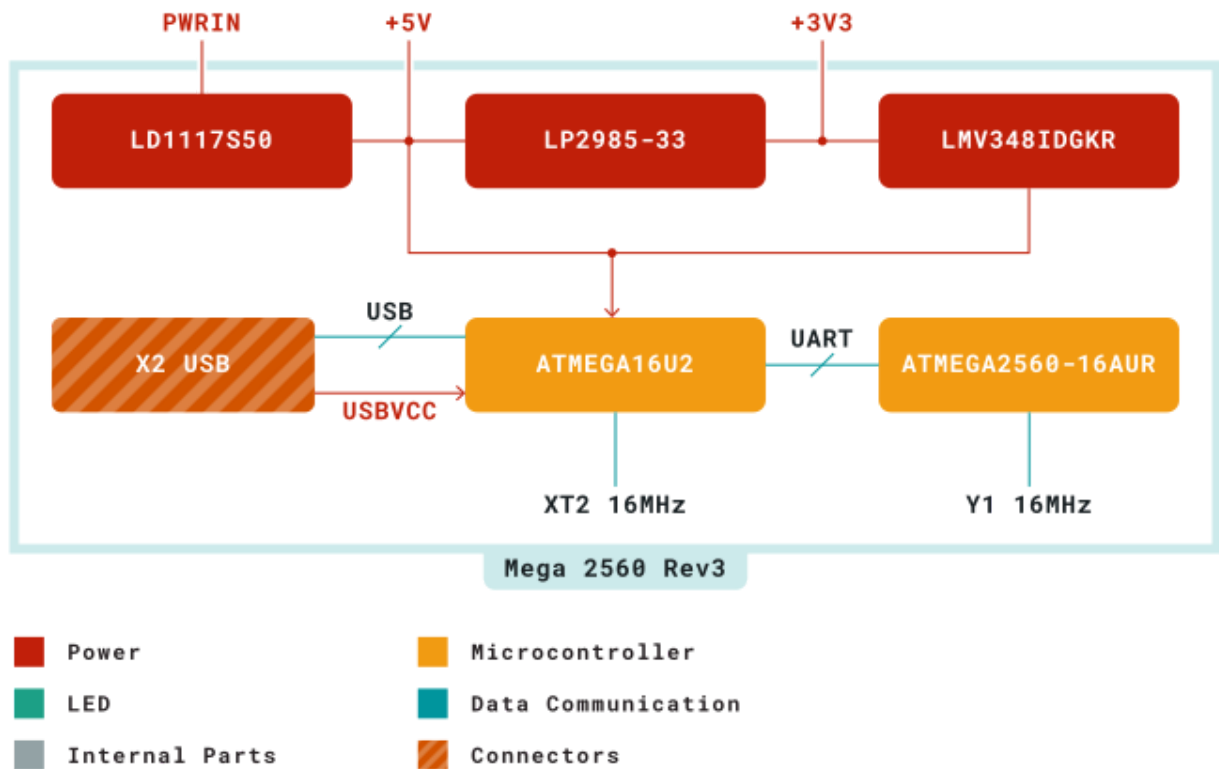 PWRIN
+5V
+3V3
LD1117S50
LP2985-33
LMV348IDGKR
USB
X2 USB
ATMEGA16U2
UART
ATMEGA2560-16AUR
USBVCC
XT2 16MHz
Y1 16MHz
Mega 2560 Rev3
Power
Microcontroller
LED
Data Communication
Internal Parts
Connectors